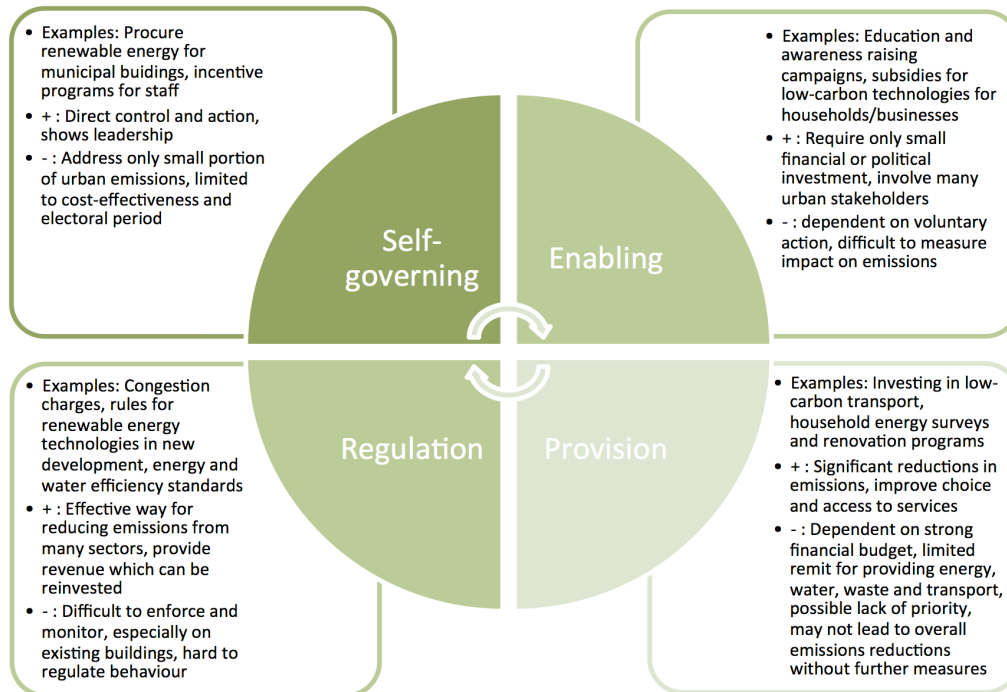 • Examples: Procure
renewable energy for
municipal buidings, incentive
programs for staff
• + : Direct control and action,
shows leadership
• - : Address only small portion
of urban emissions, limited
to cost-effectiveness and
electoral period
Self-
governing
• Examples: Education and
awareness raising
campaigns, subsidies for
low-carbon technologies for
households/businesses
• + : Require only small
financial or political
investment, involve many
urban stakeholders
• - : dependent on voluntary
action, difficult to measure
impact on emissions
Enabling
• Examples: Congestion
charges, rules for
renewable energy
technologies in new
development, energy and
water efficiency standards
• + : Effective way for
reducing emissions from
many sectors, provide
revenue which can be
reinvested
• - : Difficult to enforce and
monitor, especially on
existing buildings, hard to
regulate behaviour
Regulation
Provision
• Examples: Investing in low-
carbon transport,
household energy surveys
and renovation programs
• + : Significant reductions in
emissions, improve choice
and access to services
• - : Dependent on strong
financial budget, limited
remit for providing energy,
water, waste and transport,
possible lack of priority,
may not lead to overall
emissions reductions
without further measures